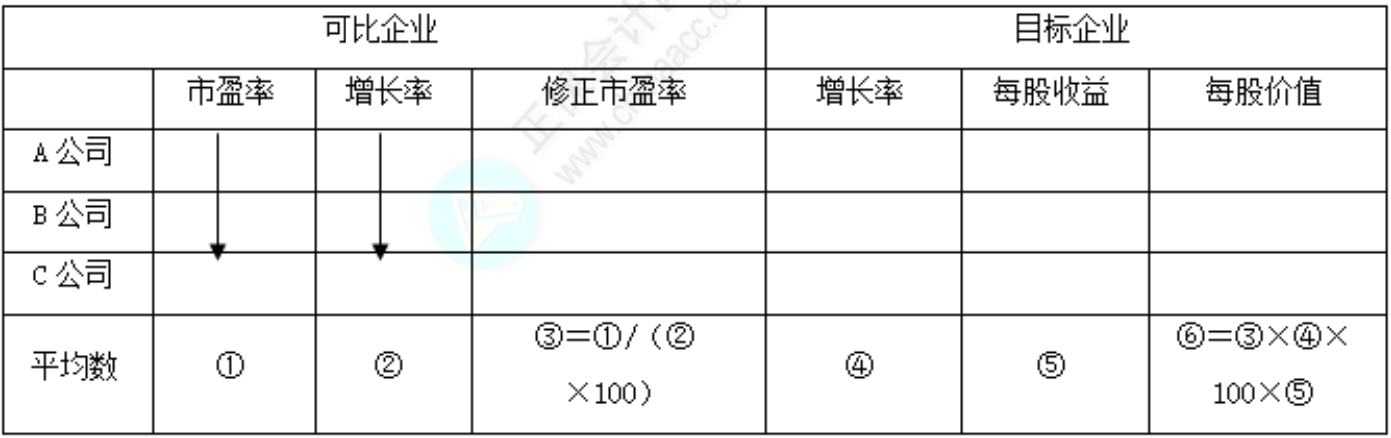 可比企业 目标企业
市盈率 增长率 修正市盈率 增长率 每股收益 每股价值
A 公司
B 公司
C 公司
平均数 ① ② ③＝①/（② ×100） ④ ⑤ ⑥＝③×④× 100×⑤